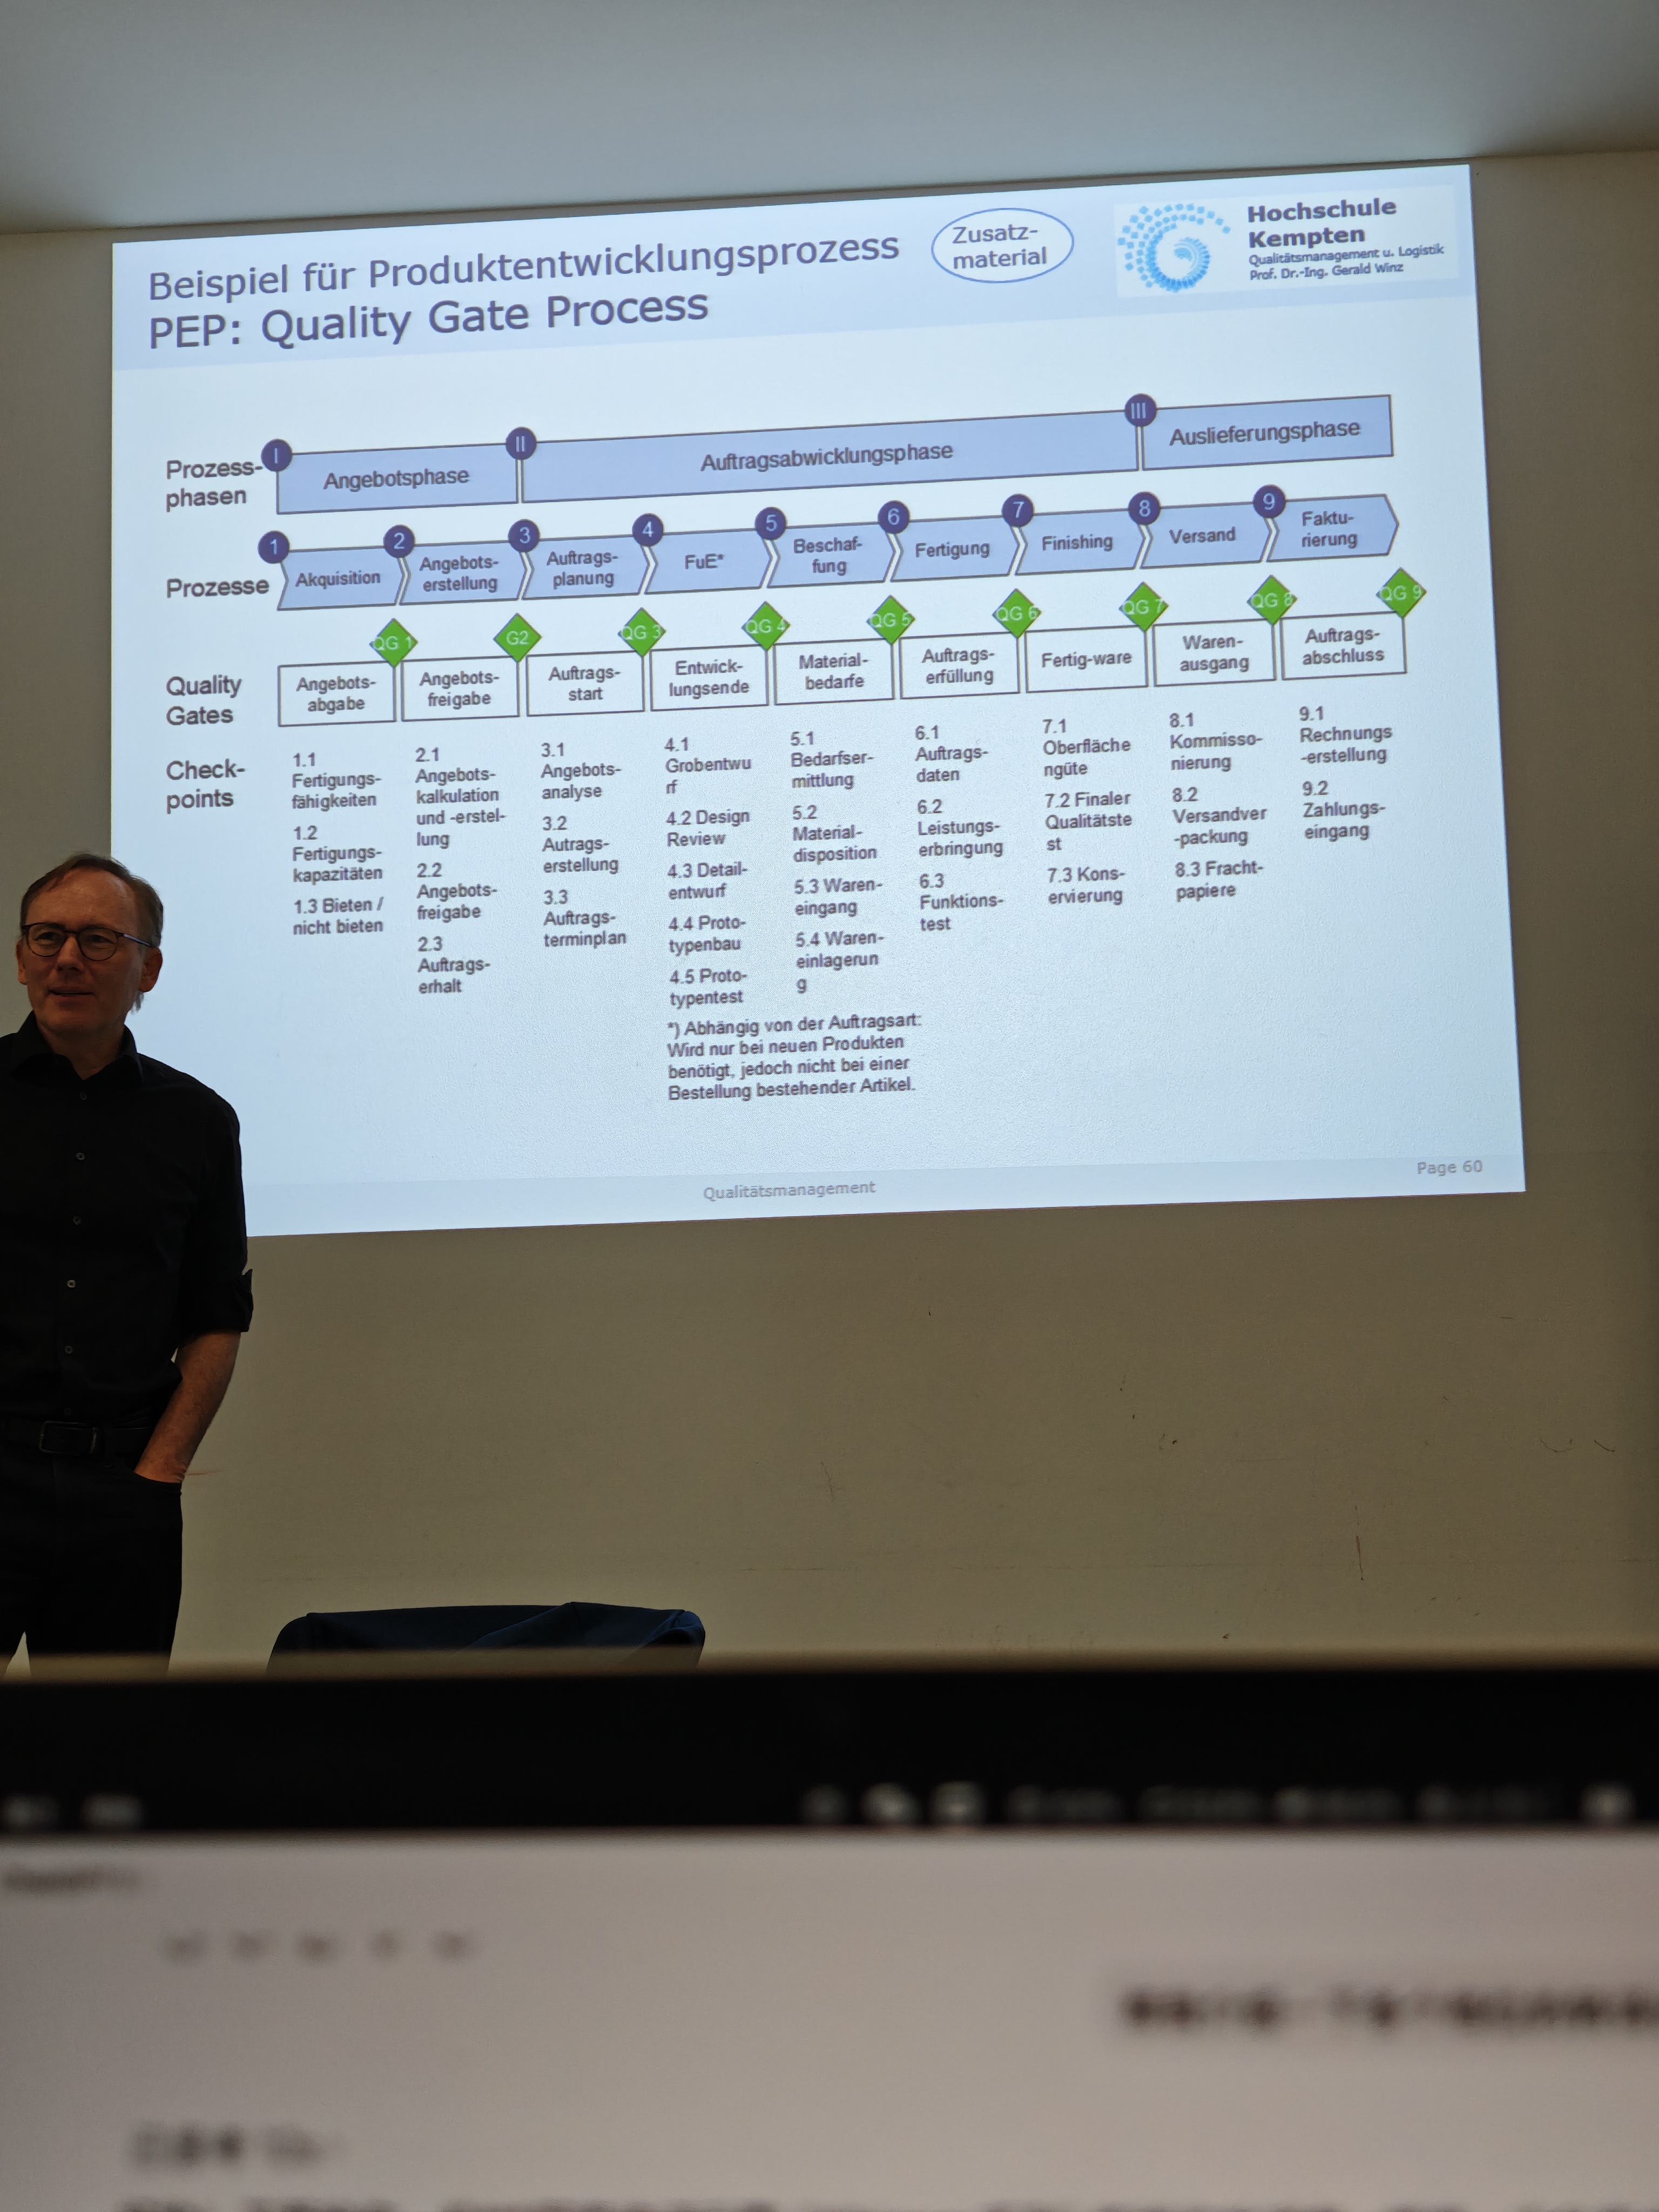 Beispiel für Produktentwicklungsprozess
PEP: Quality Gate Process
Zusatz-
material
Hochschule
Kempten
Qualitätsmanagement u. Logistik
Prof. Dr.-Ing. Gerald Winz
Prozess-
phasen
I
Angebotsphase
II
Auftragsabwicklungsphase
III
Auslieferungsphase
Prozesse
1
Akquisition
2
Angebots-
erstellung
3
Auftrags-
planung
4
FuE*
5
Beschaf-
fung
6
Fertigung
7
Finishing
8
Versand
9
Faktu-
rierung
QG 1
G2
QG 3
QG 4
QG 5
QG 6
QG 7
QG 8
QG 9
Quality
Gates
Angebots-
abgabe
Angebots-
freigabe
Auftrags-
start
Entwick-
lungsende
Material-
bedarfe
Auftrags-
erfüllung
Fertig-ware
Waren-
ausgang
Auftrags-
abschluss
Check-
points
1.1
Fertigungs-
fähigkeiten
1.2
Fertigungs-
kapazitäten
1.3 Bieten /
nicht bieten
2.1
Angebots-
kalkulation
und -erstel-
lung
2.2
Angebots-
freigabe
2.3
Auftrags-
erhalt
3.1
Angebots-
analyse
3.2
Autrags-
erstellung
3.3
Auftrags-
terminplan
4.1
Grobentwu
rf
4.2 Design
Review
4.3 Detail-
entwurf
4.4 Proto-
typenbau
4.5 Proto-
typentest
5.1
Bedarfser-
mittlung
5.2
Material-
disposition
5.3 Waren-
eingang
5.4 Waren-
einlagerun
g
6.1
Auftrags-
daten
6.2
Leistungs-
erbringung
6.3
Funktions-
test
7.1
Oberfläche
ngüte
7.2 Finaler
Qualitätste
st
7.3 Kons-
ervierung
8.1
Kommisso-
nierung
8.2
Versandver
-packung
8.3 Fracht-
papiere
9.1
Rechnungs
-erstellung
9.2
Zahlungs-
eingang
*) Abhängig von der Auftragsart:
Wird nur bei neuen Produkten
benötigt, jedoch nicht bei einer
Bestellung bestehender Artikel.
Qualitätsmanagement
Page 60